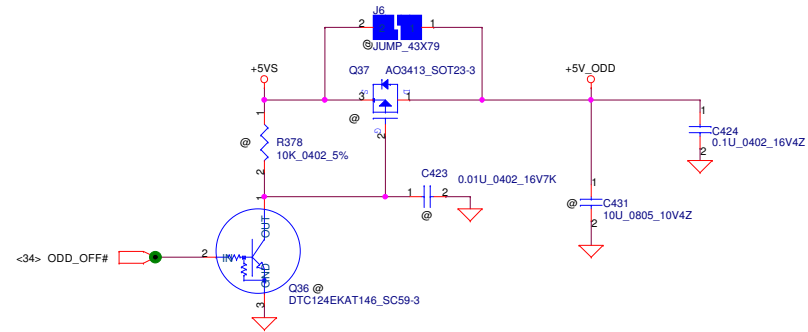 J6
2 1
@ JUMP_43X79
+5VS
Q37 AO3413_SOT23-3
+5V_ODD
3 S D 1
1
@
G
2
1
@ R378
10K_0402_5%
2
C424
0.1U_0402_16V4Z
2
C423 0.01U_0402_16V7K
1 2
@
1
@ C431
10U_0805_10V4Z
2
1
OUT
<34> ODD_OFF#
2 IN
GND
Q36 @
DTC124EKAT146_SC59-3
3